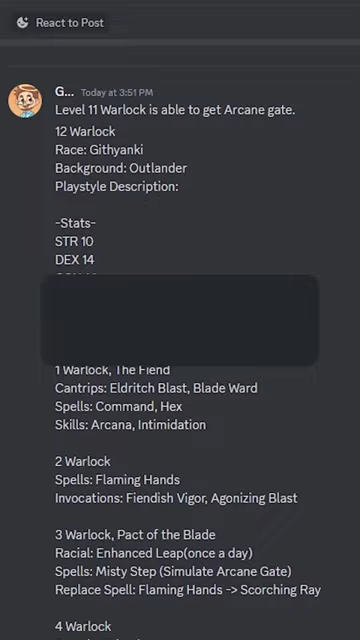 React to Post
G... Today at 3:51 PM
Level 11 Warlock is able to get Arcane gate.
12 Warlock
Race: Githyanki
Background: Outlander
Playstyle Description:
-Stats-
STR 10
DEX 14
1 Warlock, The Fiend
Cantrips: Eldritch Blast, Blade Ward
Spells: Command, Hex
Skills: Arcana, Intimidation
2 Warlock
Spells: Flaming Hands
Invocations: Fiendish Vigor, Agonizing Blast
3 Warlock, Pact of the Blade
Racial: Enhanced Leap(once a day)
Spells: Misty Step (Simulate Arcane Gate)
Replace Spell: Flaming Hands -> Scorching Ray
4 Warlock